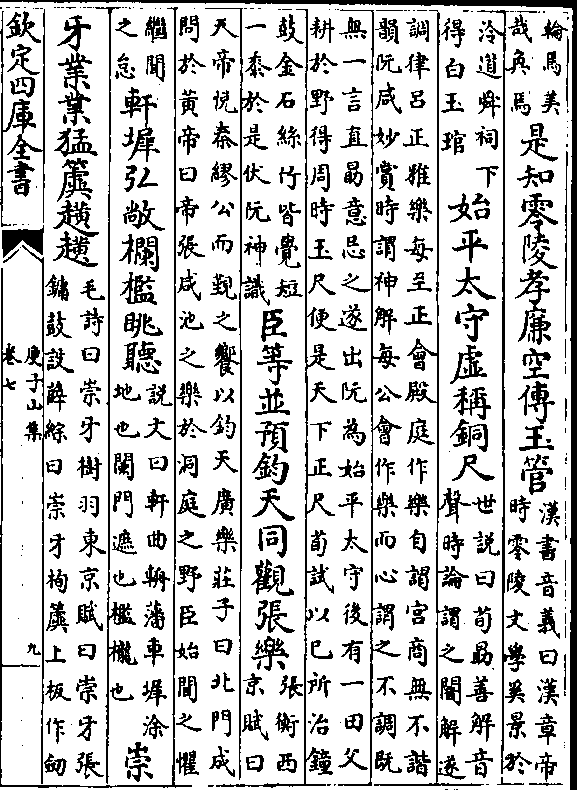 輪焉美
哉奐焉
是知零陵孝廉空傳玉管
漢書音義曰漢章帝
時零陵文學奚景於
泠道舜祠下
得白玉琯
始平太守虛稱銅尺
世說曰荀勗善解音
聲時論謂之闇解遂
調律呂正雅樂每至正會殿庭作樂自謂宮商無不諧
韻阮咸妙賞時謂神解每公會作樂而心謂之不調既
無一言直勗意忌之遂出阮為始平太守後有一田父
耕於野得周時玉尺便是天下正尺荀試以己所治鐘
鼓金石絲竹皆覺短
一黍於是伏阮神識
臣等並預鈞天同觀張樂
張衡西
京賦曰
天帝悅秦繆公而覲之饗以鈞天廣樂莊子曰北門成
問於黃帝曰帝張咸池之樂於洞庭之野臣始聞之懼
繼聞
之怠
軒墀弘敞欄檻眺聽
說文曰軒曲輈藩車墀涂
地也闌門遮也檻櫳也
崇
牙業業猛簴趪趪
毛詩曰崇牙樹羽東京賦曰崇牙張
鏞鼓設薛綜曰崇牙栒簴上板作刻
欽定四庫全書
庾子山集
卷七
九